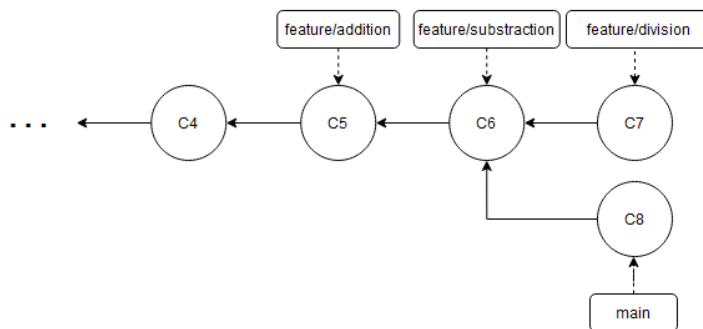 feature/addition
feature/substraction
feature/division
...
C4
C5
C6
C7
C8
main